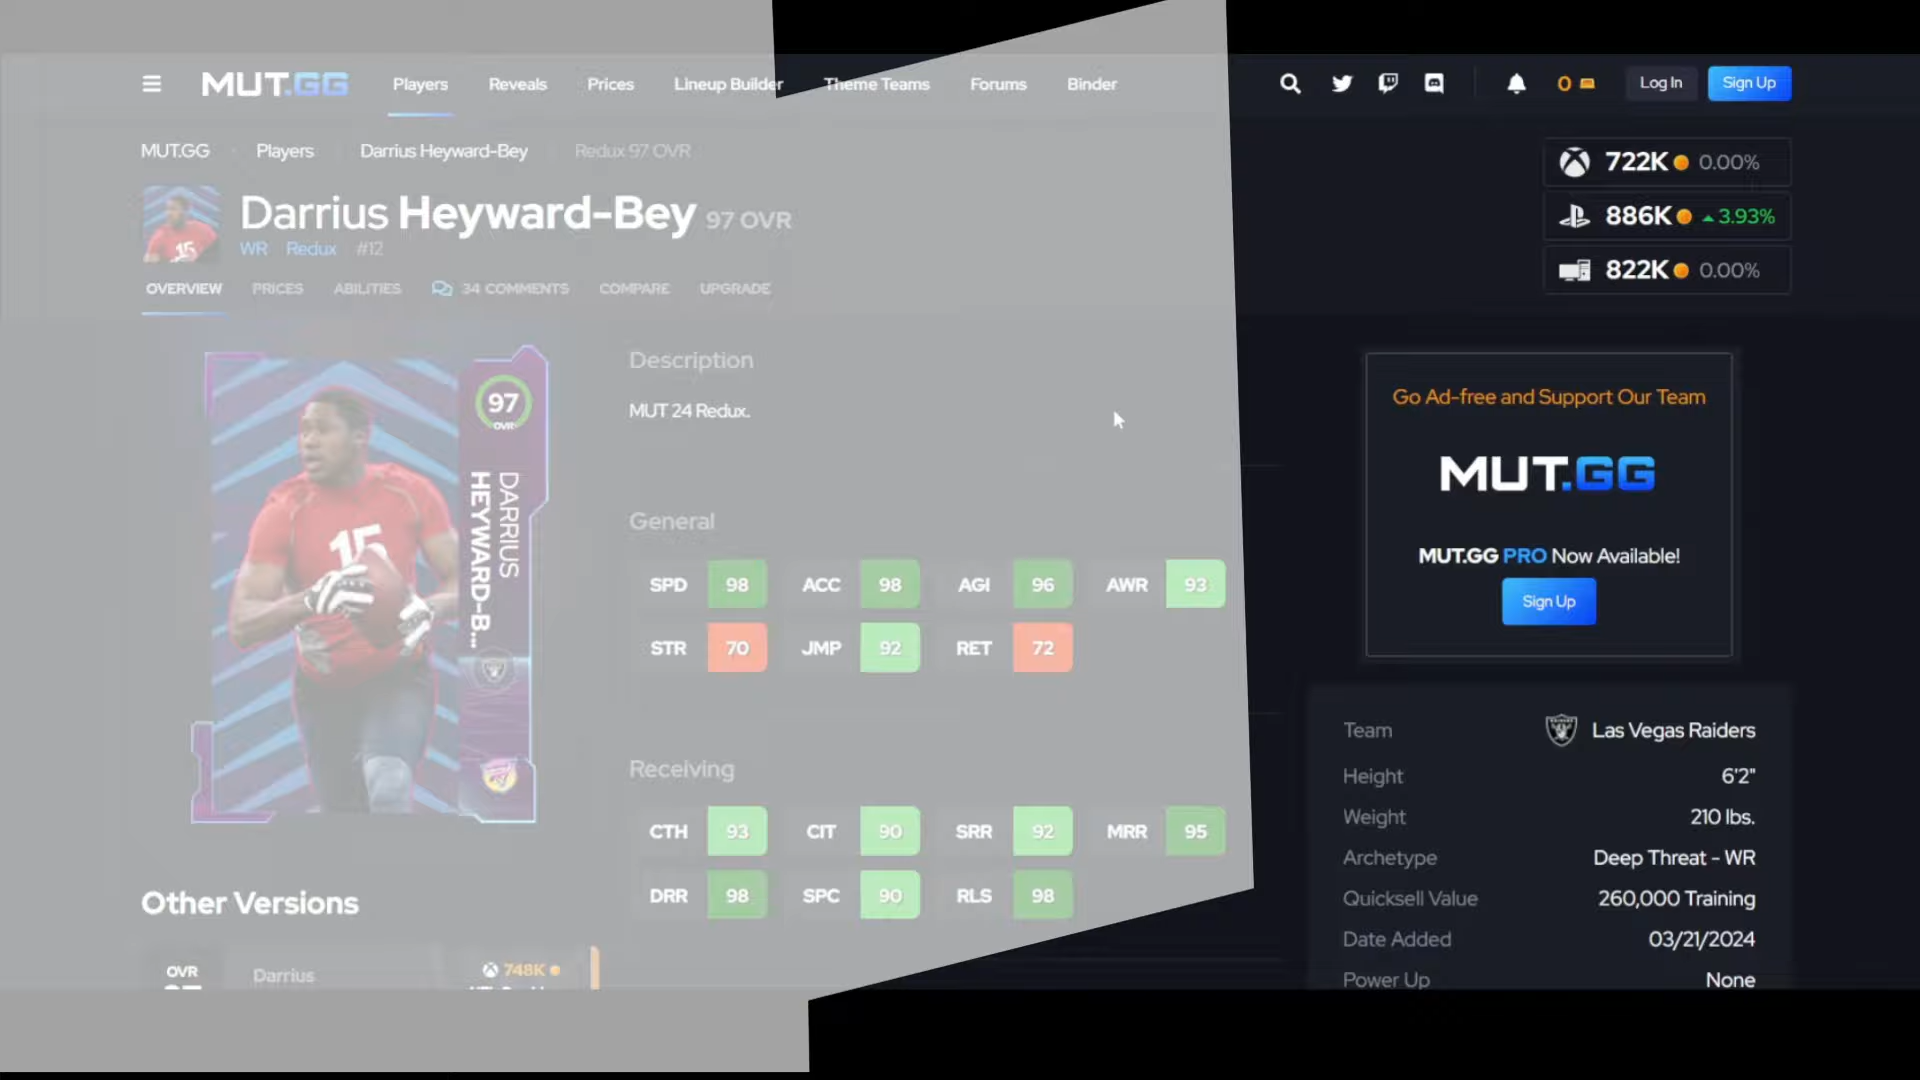 MUT.GG Players Reveals Prices Lineup Builder Theme Teams Forums Binder 0 Log In Sign Up
MUT.GG Players Darrius Heyward-Bey Redux 97 OVR
722K 0.00%
886K 3.93%
822K 0.00%
Darrius Heyward-Bey 97 OVR
WR Redux #12
OVERVIEW PRICES ABILITIES 34 COMMENTS COMPARE UPGRADE
97
OVR
DARRIUS
HEYWARD-B...
15
Description
MUT 24 Redux.
General
SPD 98 ACC 98 AGI 96 AWR 93
STR 70 JMP 92 RET 72
Receiving
CTH 93 CIT 90 SRR 92 MRR 95
DRR 98 SPC 90 RLS 98
Other Versions
OVR Darrius 748K
Go Ad-free and Support Our Team
MUT.GG
MUT.GG PRO Now Available!
Sign Up
Team Las Vegas Raiders
Height 6'2"
Weight 210 lbs.
Archetype Deep Threat - WR
Quicksell Value 260,000 Training
Date Added 03/21/2024
Power Up None